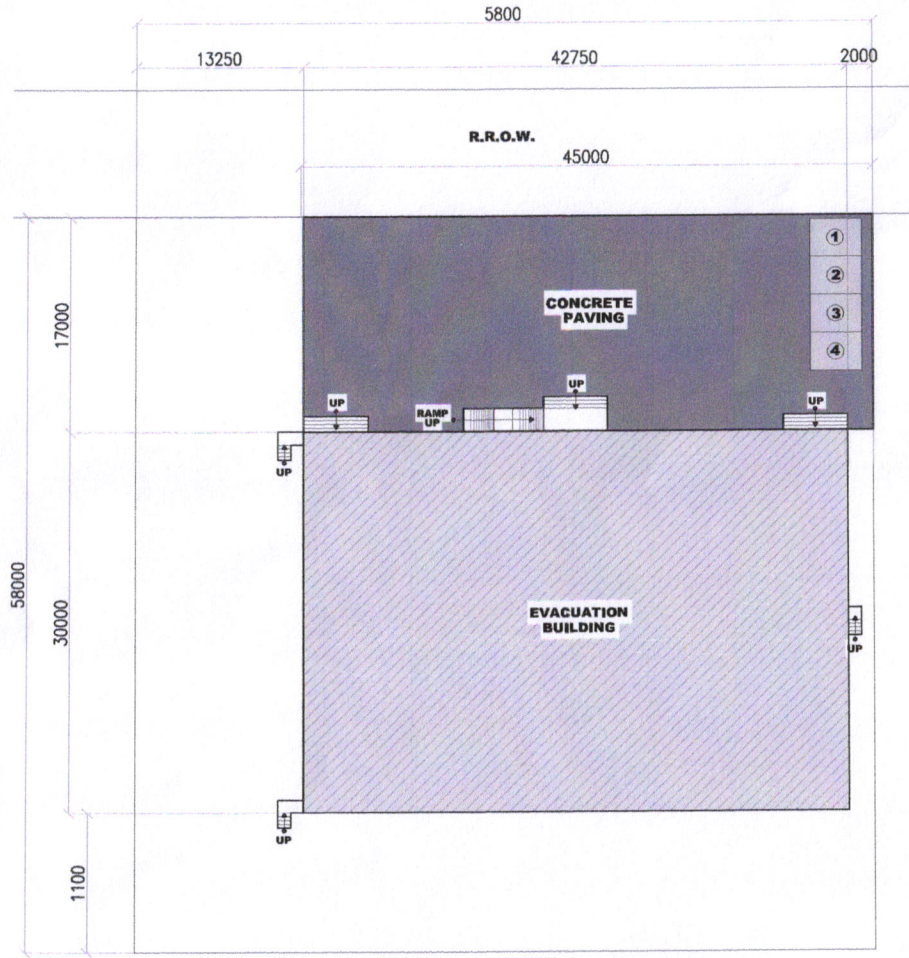 5800
13250 42750 2000
R.R.O.W.
45000
1
2
3
4
CONCRETE
PAVING
17000
UP
RAMP
UP
UP
UP
UP
58000
30000
EVACUATION
BUILDING
UP
UP
1100